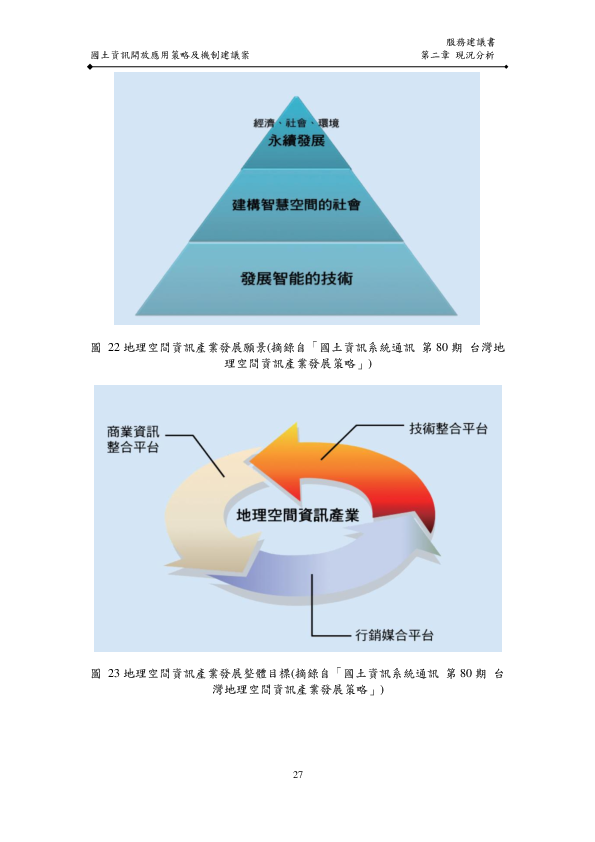 服務建議書
國土資訊開放應用策略及機制建議案 第二章 現況分析
經濟、社會、環境
永續發展
建構智慧空間的社會
發展智能的技術
圖 22 地理空間資訊產業發展願景(摘錄自「國土資訊系統通訊 第 80 期 台灣地
理空間資訊產業發展策略」)
商業資訊
整合平台
技術整合平台
地理空間資訊產業
行銷媒合平台
圖 23 地理空間資訊產業發展整體目標(摘錄自「國土資訊系統通訊 第 80 期 台
灣地理空間資訊產業發展策略」)
27